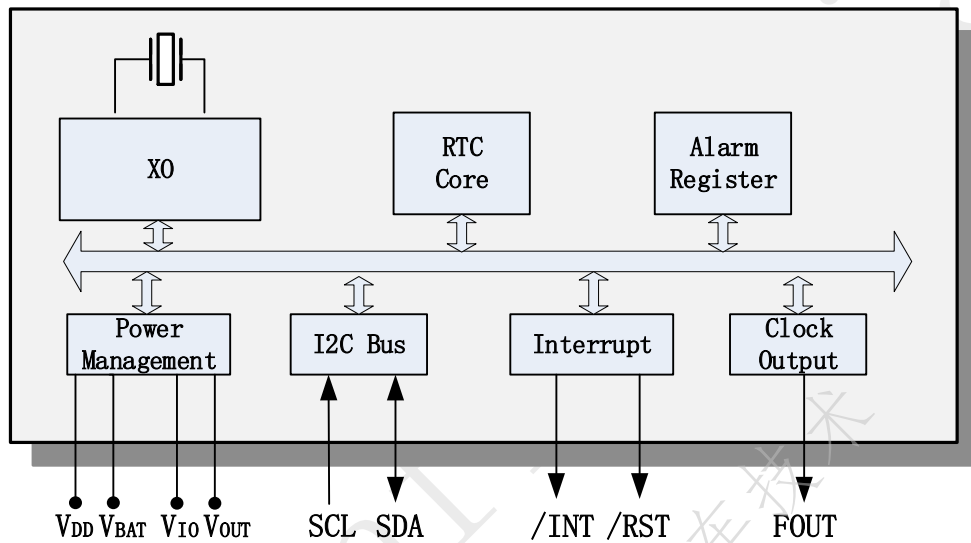 XO
RTC
Core
Alarm
Register
Power
Management
I2C Bus
Interrupt
Clock
Output
VDD VBAT VIO VOUT SCL SDA /INT /RST FOUT